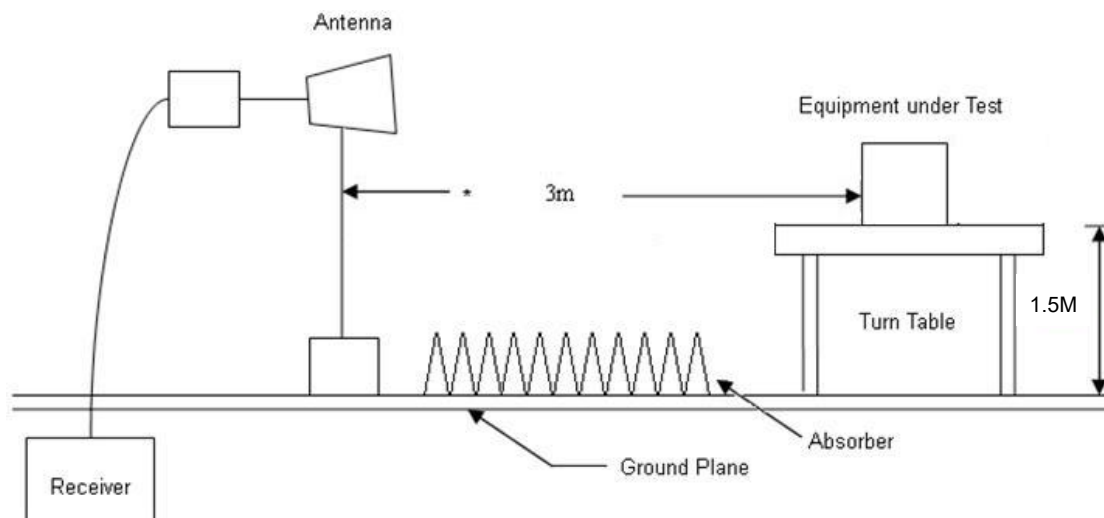 Antenna
Equipment under Test
* 3m
Turn Table
1.5M
Absorber
Ground Plane
Receiver